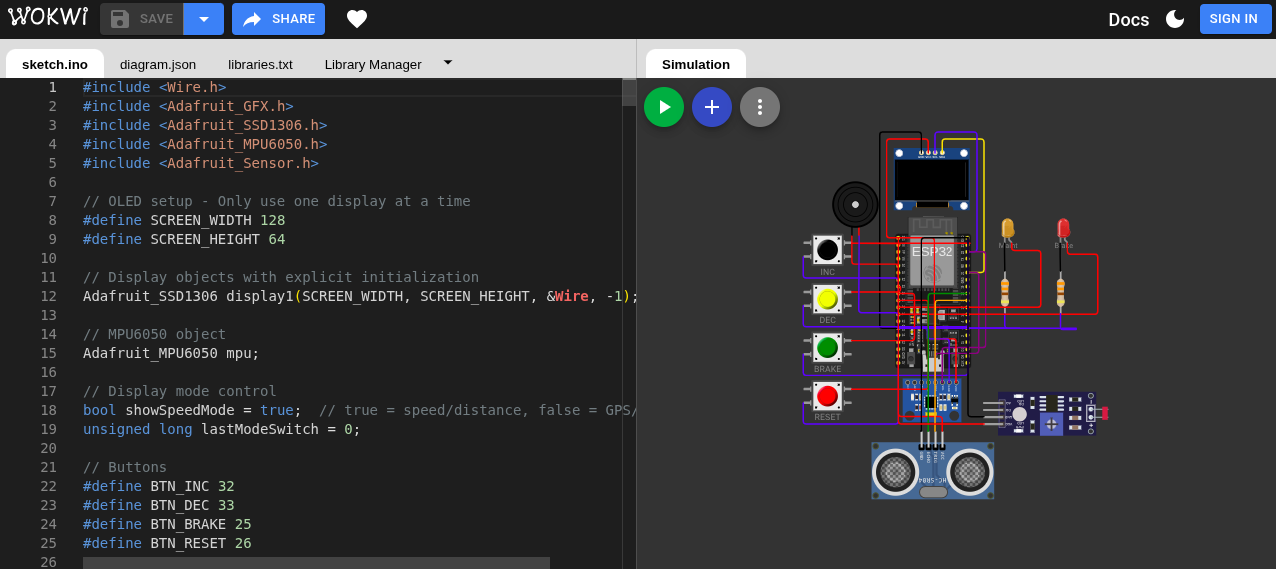 WOKWI SAVE SHARE Docs SIGN IN
sketch.ino diagram.json libraries.txt Library Manager Simulation
1 #include <Wire.h>
2 #include <Adafruit_GFX.h>
3 #include <Adafruit_SSD1306.h>
4 #include <Adafruit_MPU6050.h>
5 #include <Adafruit_Sensor.h>
6
7 // OLED setup - Only use one display at a time
8 #define SCREEN_WIDTH 128
9 #define SCREEN_HEIGHT 64
10
11 // Display objects with explicit initialization
12 Adafruit_SSD1306 display1(SCREEN_WIDTH, SCREEN_HEIGHT, &Wire, -1);
13
14 // MPU6050 object
15 Adafruit_MPU6050 mpu;
16
17 // Display mode control
18 bool showSpeedMode = true;  // true = speed/distance, false = GPS/
19 unsigned long lastModeSwitch = 0;
20
21 // Buttons
22 #define BTN_INC 32
23 #define BTN_DEC 33
24 #define BTN_BRAKE 25
25 #define BTN_RESET 26
26
ESP32
INC
DEC
BRAKE
RESET
HC-SR04